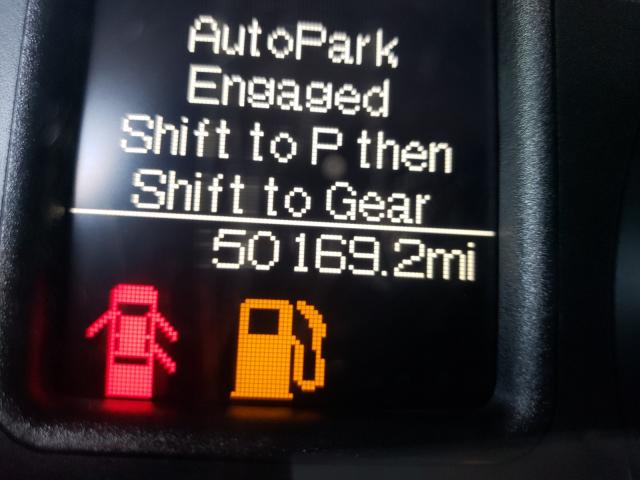 AutoPark
Engaged
Shift to P then
Shift to Gear
50169.2mi